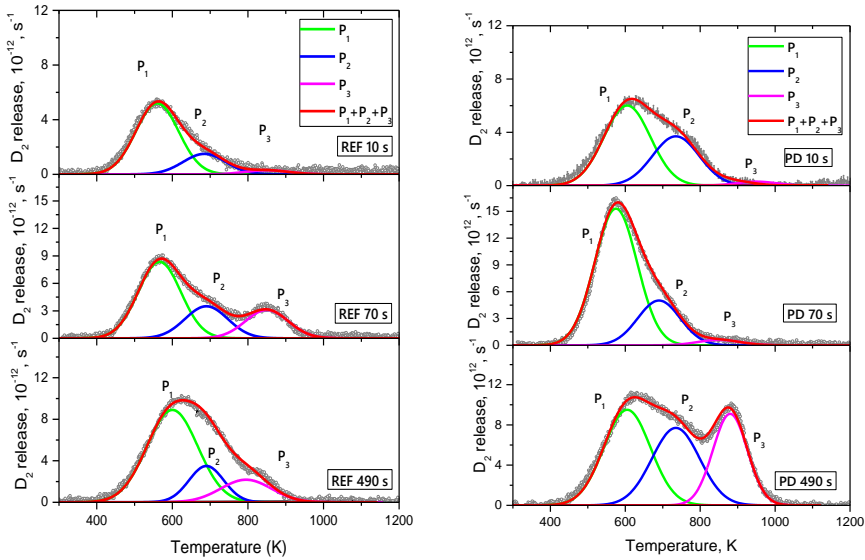 D₂ release, 10⁻¹², s⁻¹
12
8
4
0
P₁
P₂
P₃
P₁
P₂
P₃
P₁+P₂+P₃
REF 10 s
D₂ release, 10⁻¹², s⁻¹
12
9
6
3
0
P₁
P₂
P₃
REF 70 s
D₂ release, 10⁻¹², s⁻¹
12
8
4
0
P₁
P₂
P₃
REF 490 s
400 600 800 1000 1200
Temperature (K)
D₂ release, 10⁻¹², s⁻¹
12
8
4
0
P₁
P₂
P₃
P₁
P₂
P₃
P₁+P₂+P₃
PD 10 s
D₂ release, 10⁻¹², s⁻¹
15
10
5
0
P₁
P₂
P₃
PD 70 s
D₂ release, 10⁻¹², s⁻¹
12
8
4
0
P₁
P₂
P₃
PD 490 s
400 600 800 1000 1200
Temperature, K